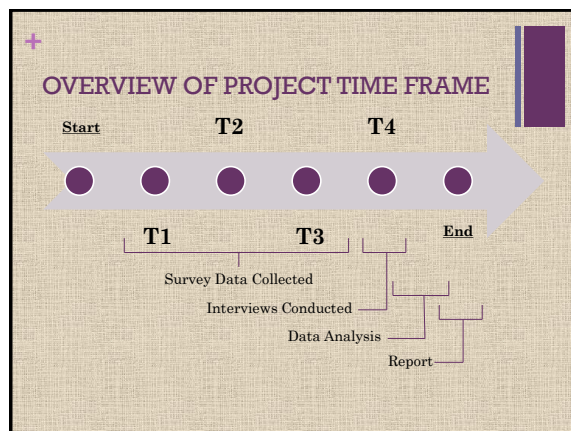 +
OVERVIEW OF PROJECT TIME FRAME
Start
T2
T4
T1
T3
End
Survey Data Collected
Interviews Conducted
Data Analysis
Report